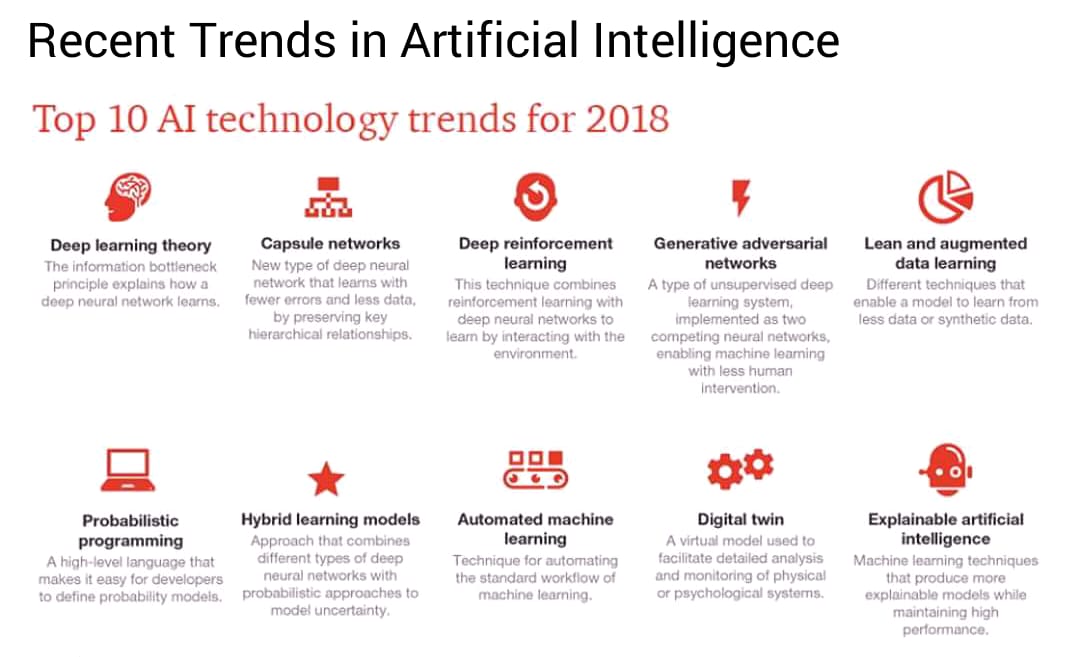 Recent Trends in Artificial Intelligence
Top 10 AI technology trends for 2018
Deep learning theory
The information bottleneck
principle explains how a
deep neural network learns.
Capsule networks
New type of deep neural
network that learns with
fewer errors and less data,
by preserving key
hierarchical relationships.
Deep reinforcement
learning
This technique combines
reinforcement learning with
deep neural networks to
learn by interacting with the
environment.
Generative adversarial
networks
A type of unsupervised deep
learning system,
implemented as two
competing neural networks,
enabling machine learning
with less human
intervention.
Lean and augmented
data learning
Different techniques that
enable a model to learn from
less data or synthetic data.
Probabilistic
programming
A high-level language that
makes it easy for developers
to define probability models.
Hybrid learning models
Approach that combines
different types of deep
neural networks with
probabilistic approaches to
model uncertainty.
Automated machine
learning
Technique for automating
the standard workflow of
machine learning.
Digital twin
A virtual model used to
facilitate detailed analysis
and monitoring of physical
or psychological systems.
Explainable artificial
intelligence
Machine learning techniques
that produce more
explainable models while
maintaining high
performance.